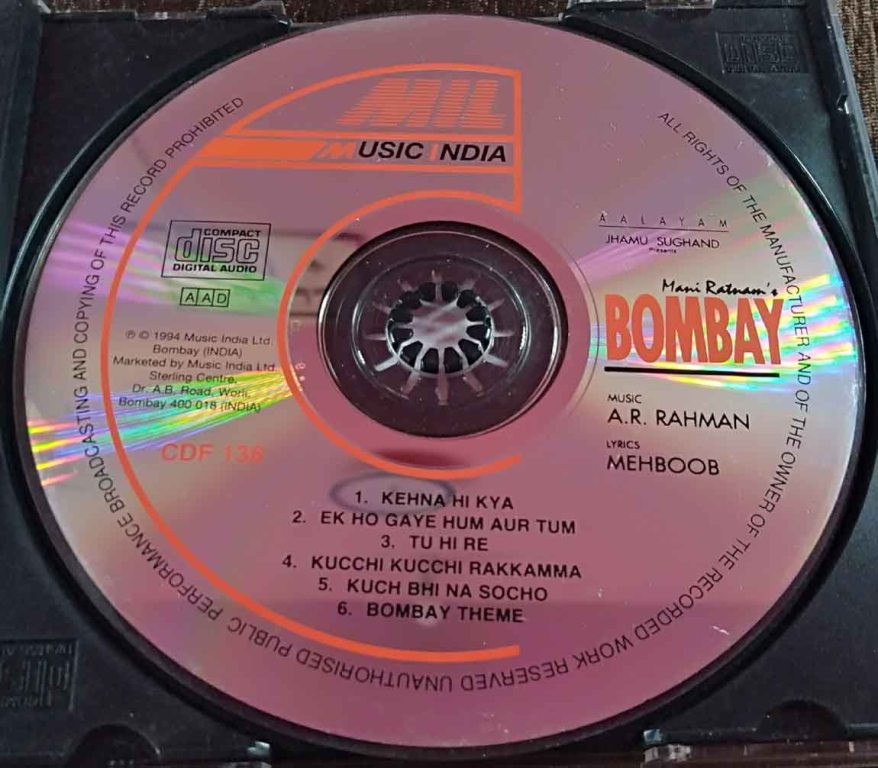 MIL
MUSIC INDIA
COMPACT
disc
DIGITAL AUDIO
AAD
℗ © 1994 Music India Ltd.
Bombay (INDIA)
Marketed by Music India Ltd.
Sterling Centre,
Dr. A.B. Road, Worli,
Bombay 400 018 (INDIA)
CDF 136
AALAYAM
JHAMU SUGHAND
Presents
Mani Ratnam's
BOMBAY
MUSIC
A.R. RAHMAN
LYRICS
MEHBOOB
1. KEHNA HI KYA
2. EK HO GAYE HUM AUR TUM
3. TU HI RE
4. KUCCHI KUCCHI RAKKAMMA
5. KUCH BHI NA SOCHO
6. BOMBAY THEME
ALL RIGHTS OF THE MANUFACTURER AND OF THE OWNER OF THE RECORDED WORK RESERVED UNAUTHORISED PUBLIC PERFORMANCE BROADCASTING AND COPYING OF THIS RECORD PROHIBITED
disc